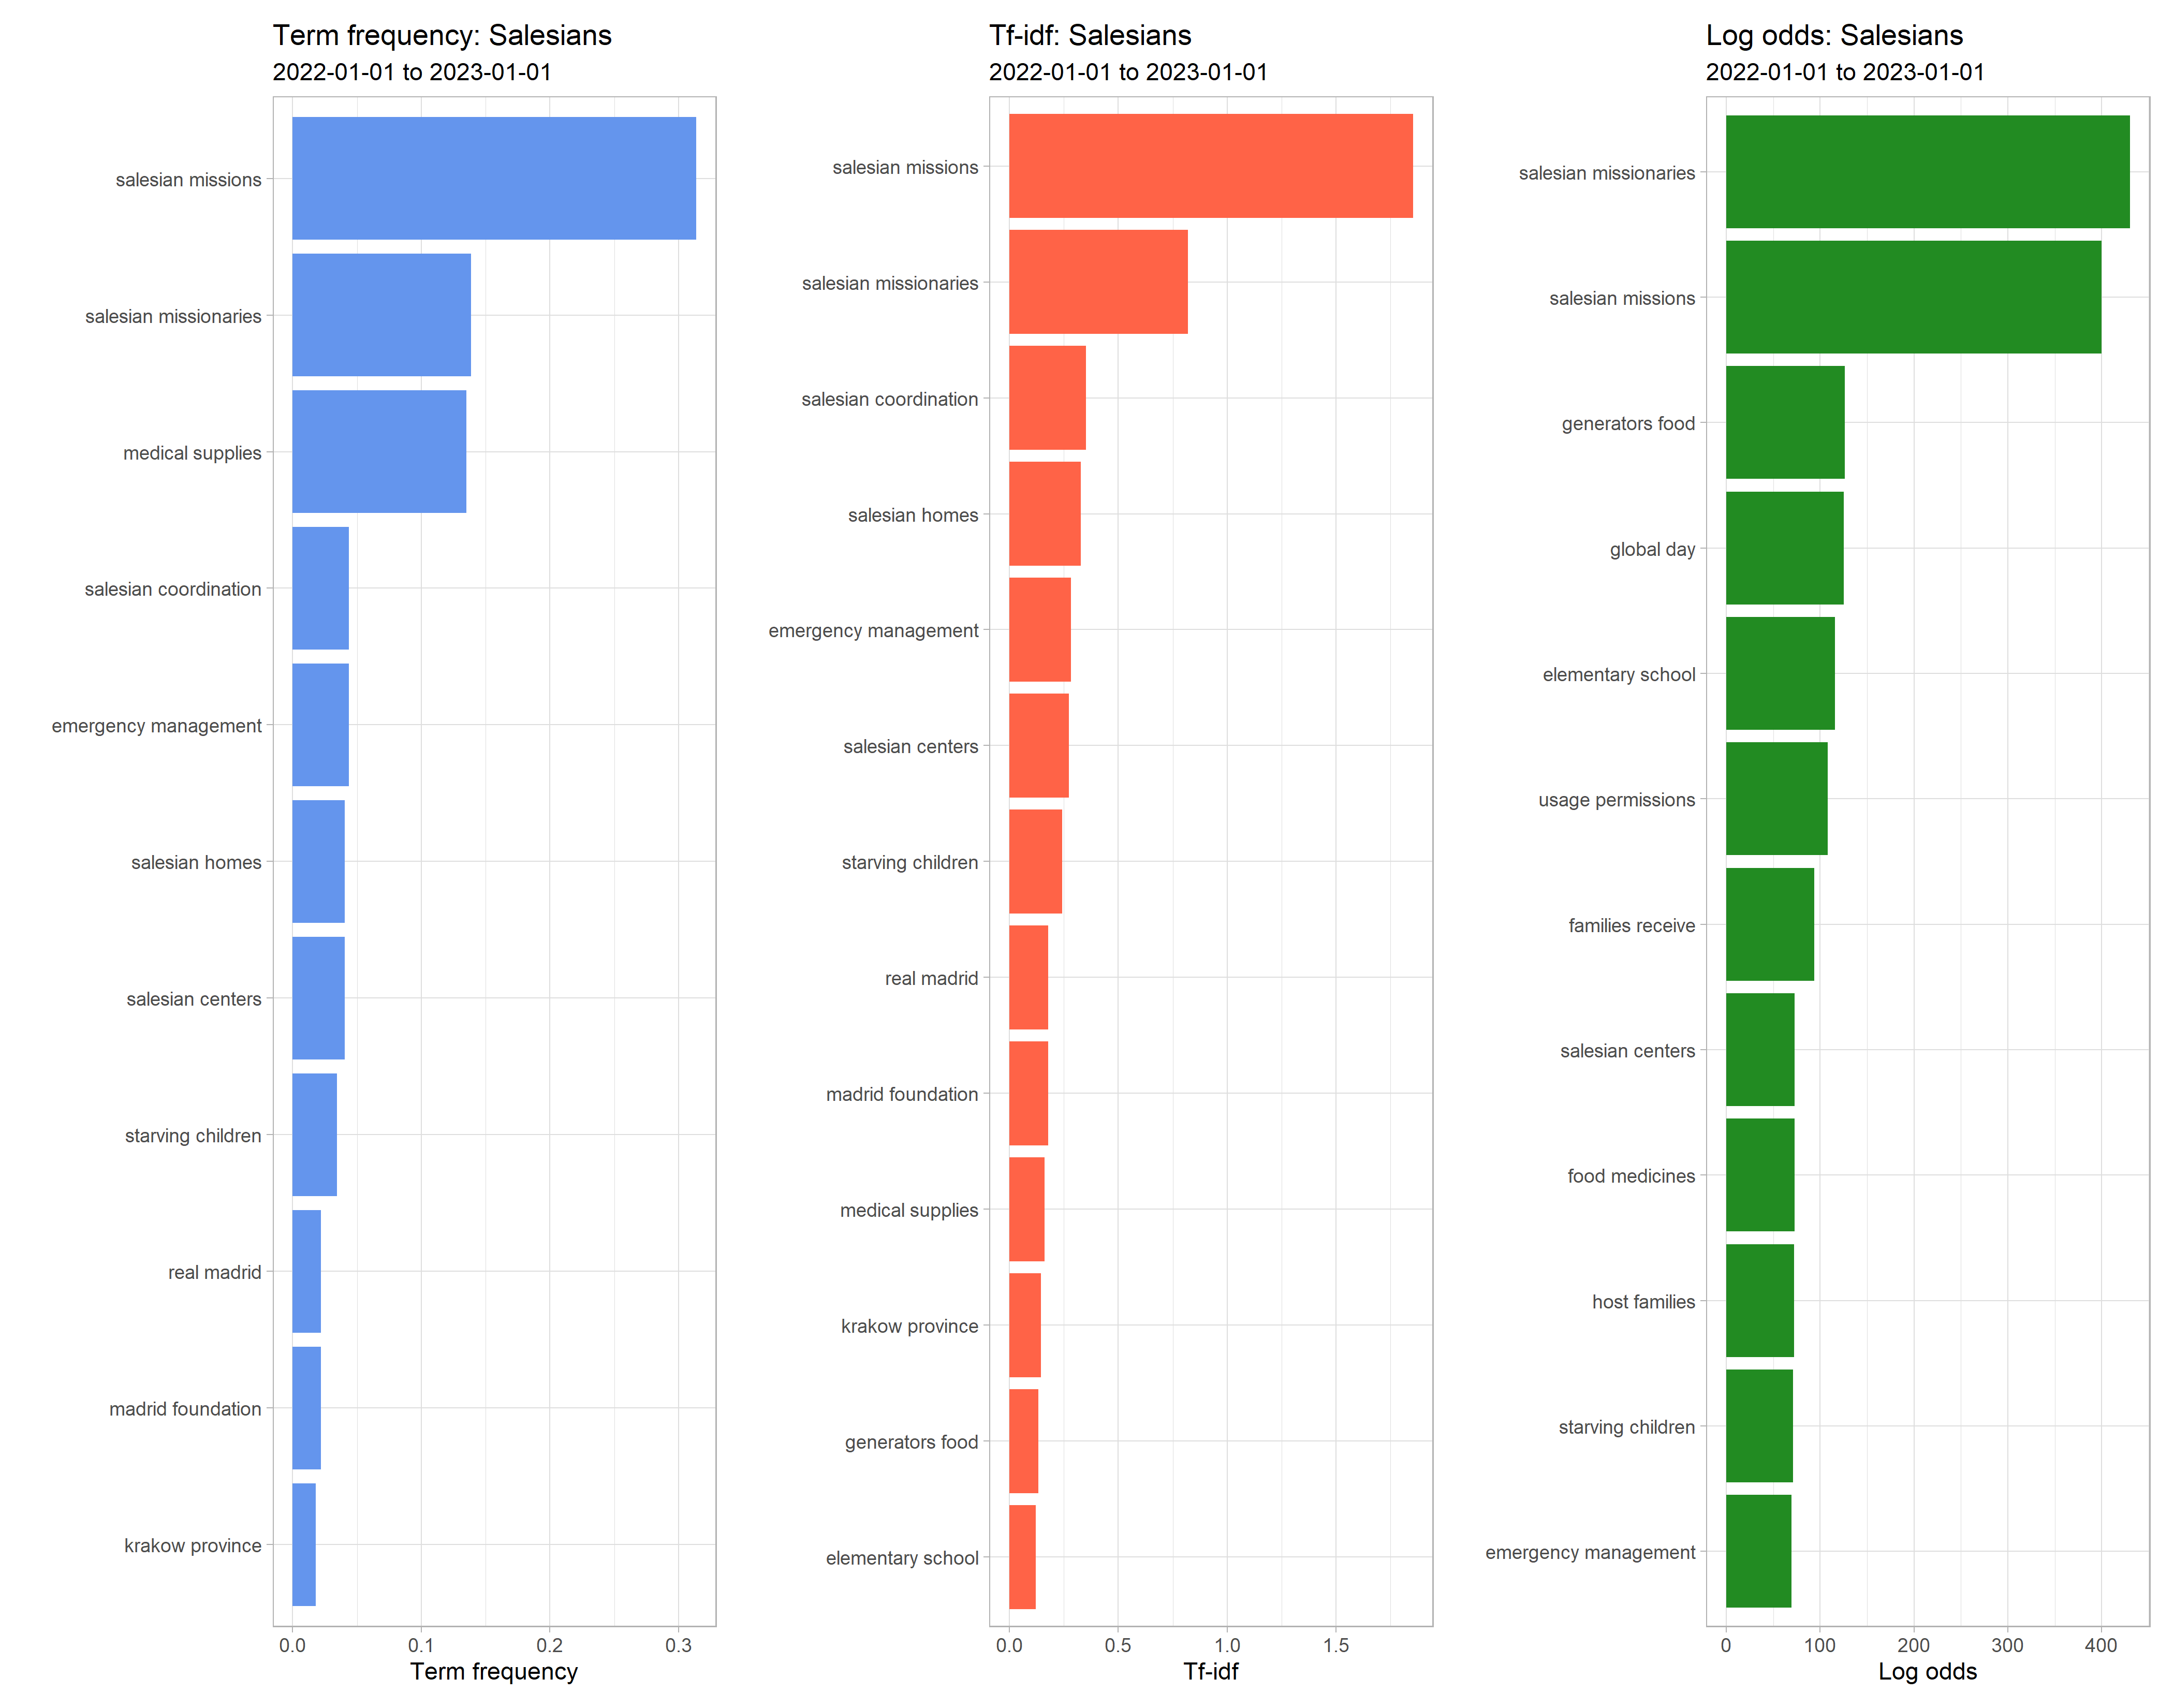 Term frequency: Salesians
2022-01-01 to 2023-01-01
salesian missions
salesian missionaries
medical supplies
salesian coordination
emergency management
salesian homes
salesian centers
starving children
real madrid
madrid foundation
krakow province
0.0 0.1 0.2 0.3
Term frequency
Tf-idf: Salesians
2022-01-01 to 2023-01-01
salesian missions
salesian missionaries
salesian coordination
salesian homes
emergency management
salesian centers
starving children
real madrid
madrid foundation
medical supplies
krakow province
generators food
elementary school
0.0 0.5 1.0 1.5
Tf-idf
Log odds: Salesians
2022-01-01 to 2023-01-01
salesian missionaries
salesian missions
generators food
global day
elementary school
usage permissions
families receive
salesian centers
food medicines
host families
starving children
emergency management
0 100 200 300 400
Log odds